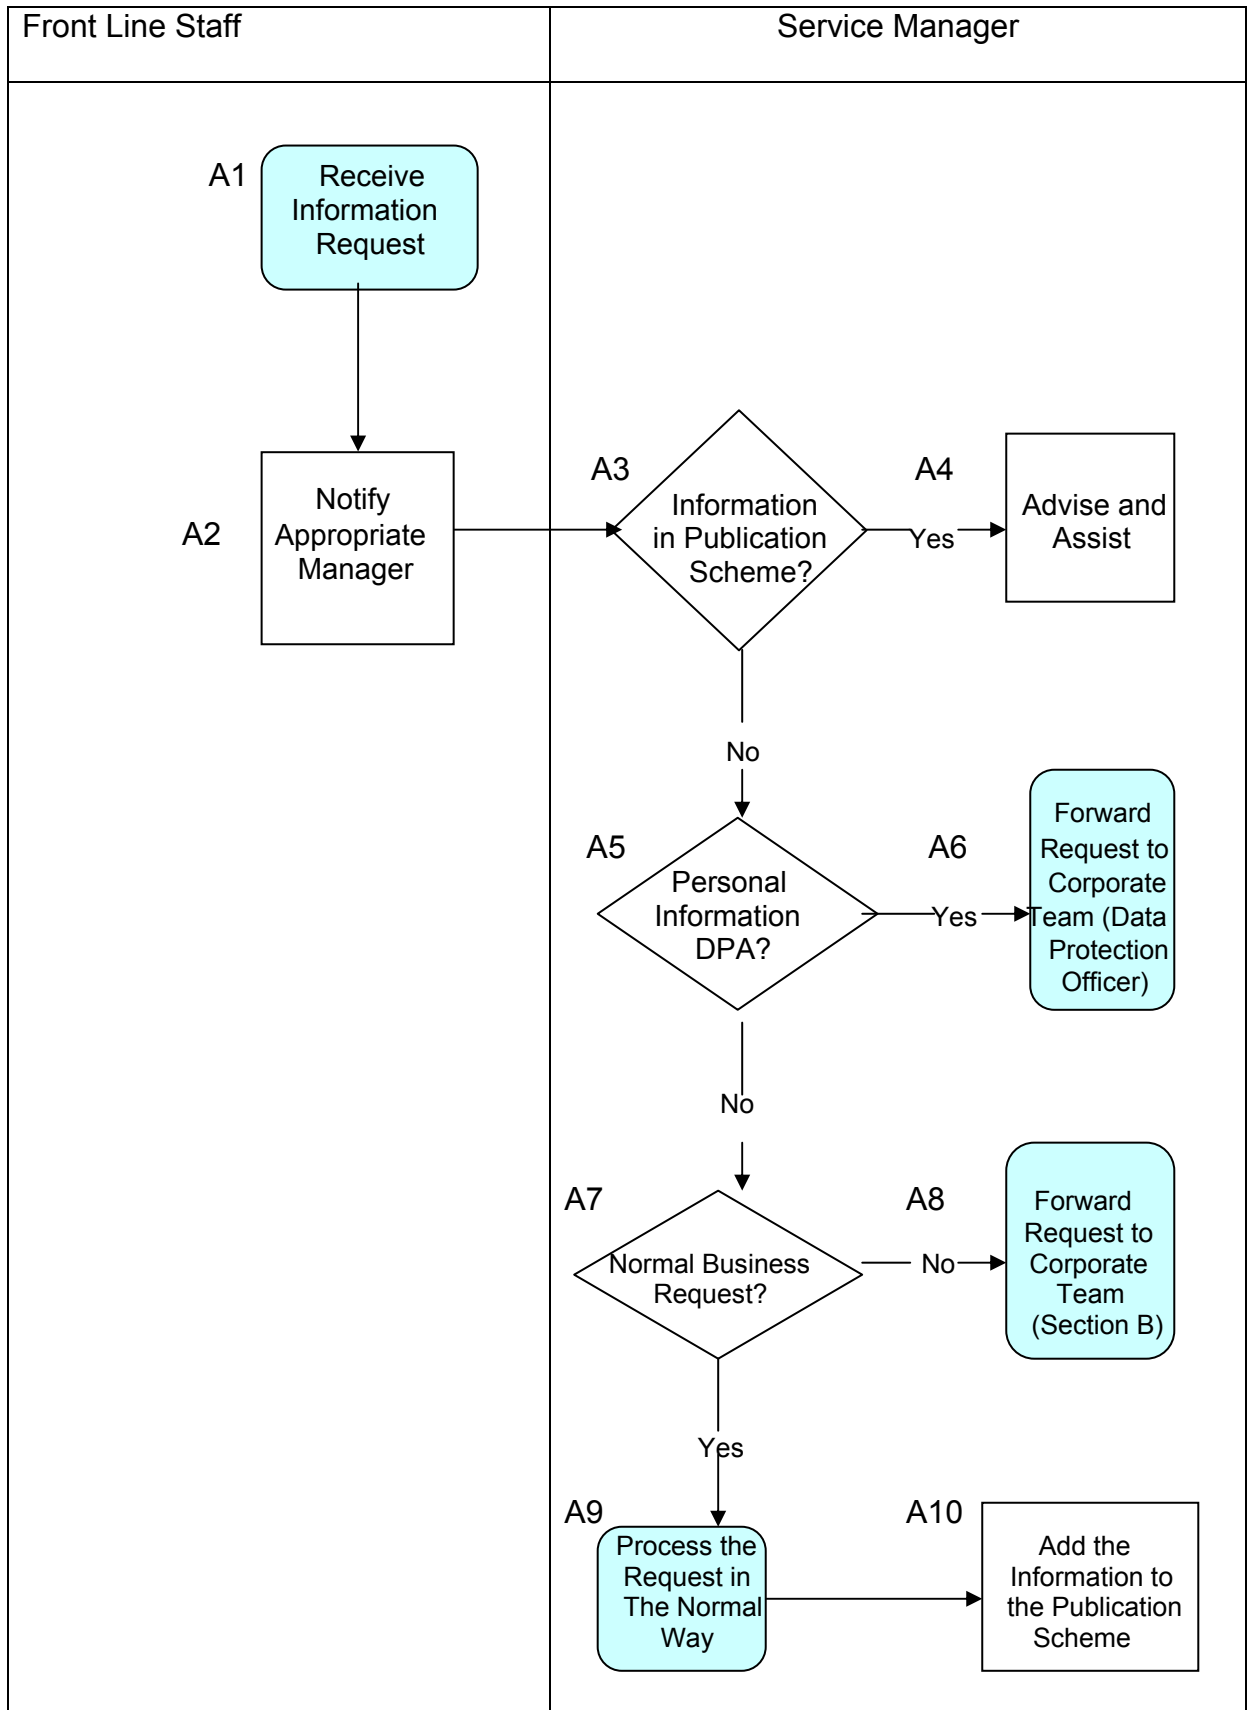 Front Line Staff
Service Manager
A1
Receive
Information
Request
A2
Notify
Appropriate
Manager
A3
Information
in Publication
Scheme?
Yes
A4
Advise and
Assist
No
A5
Personal
Information
DPA?
Yes
A6
Forward
Request to
Corporate
Team (Data
Protection
Officer)
No
A7
Normal Business
Request?
No
A8
Forward
Request to
Corporate
Team
(Section B)
Yes
A9
Process the
Request in
The Normal
Way
A10
Add the
Information to
the Publication
Scheme